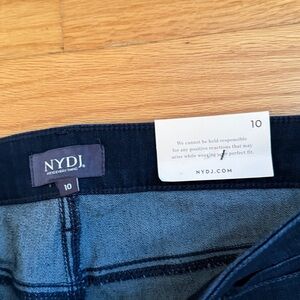 NYDJ
10
10
We cannot be held responsible
for any positive reactions that may
arise while wearing your perfect fit.
NYDJ.COM